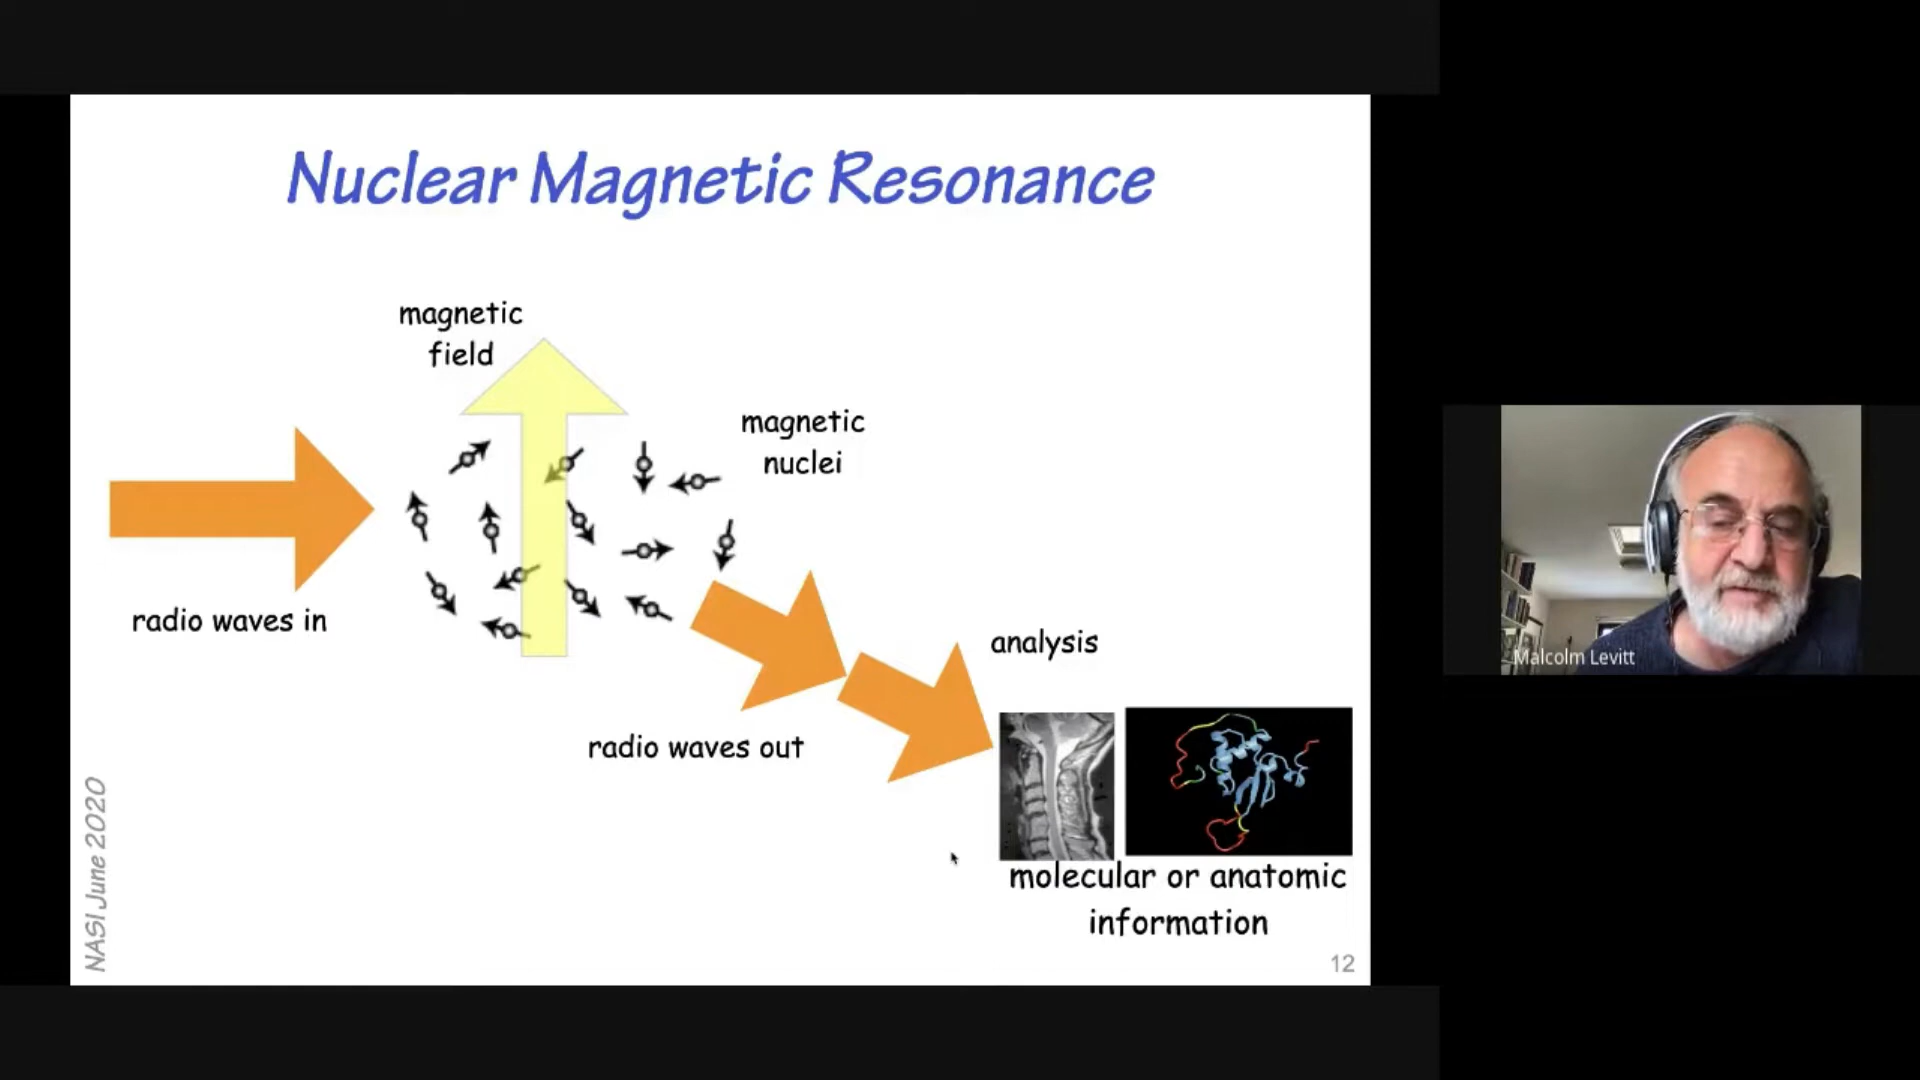 Nuclear Magnetic Resonance
magnetic
field
magnetic
nuclei
radio waves in
analysis
radio waves out
molecular or anatomic
information
NASI June 2020
12
Malcolm Levitt